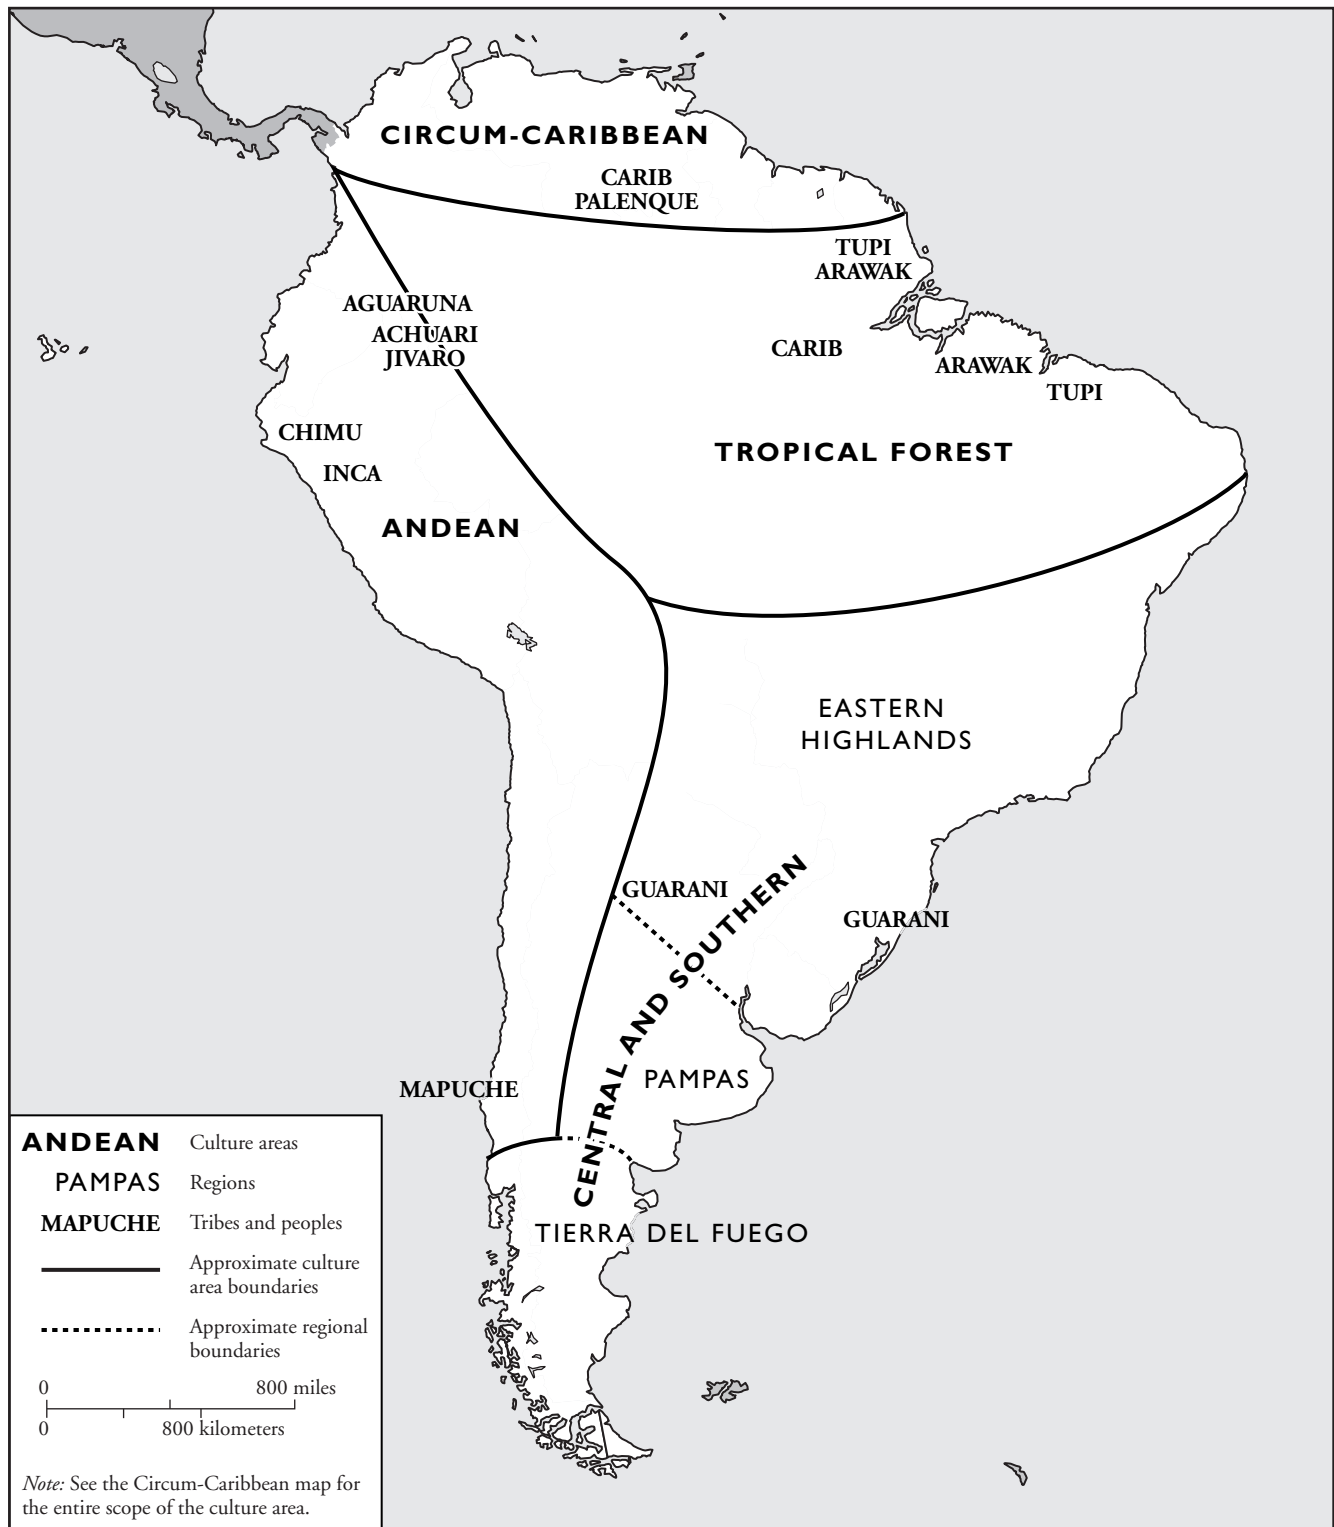 CIRCUM-CARIBBEAN
CARIB
PALENQUE
TUPI
ARAWAK
AGUARUNA
ACHUARI
JIVARO
CARIB
ARAWAK
TUPI
CHIMU
TROPICAL FOREST
INCA
ANDEAN
EASTERN
HIGHLANDS
GUARANI
CENTRAL AND SOUTHERN
GUARANI
PAMPAS
MAPUCHE
TIERRA DEL FUEGO
ANDEAN Culture areas
PAMPAS Regions
MAPUCHE Tribes and peoples
Approximate culture
area boundaries
Approximate regional
boundaries
0 800 miles
0 800 kilometers
Note: See the Circum-Caribbean map for
the entire scope of the culture area.